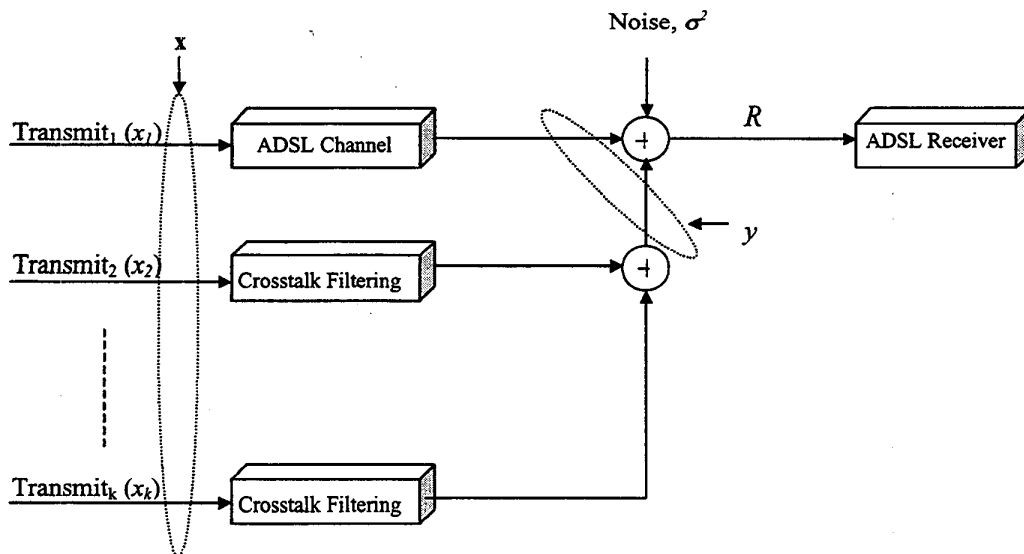 Noise, σ²
x
Transmit₁ (x₁)
ADSL Channel
+
R
ADSL Receiver
y
Transmit₂ (x₂)
Crosstalk Filtering
+
Transmitₖ (xₖ)
Crosstalk Filtering